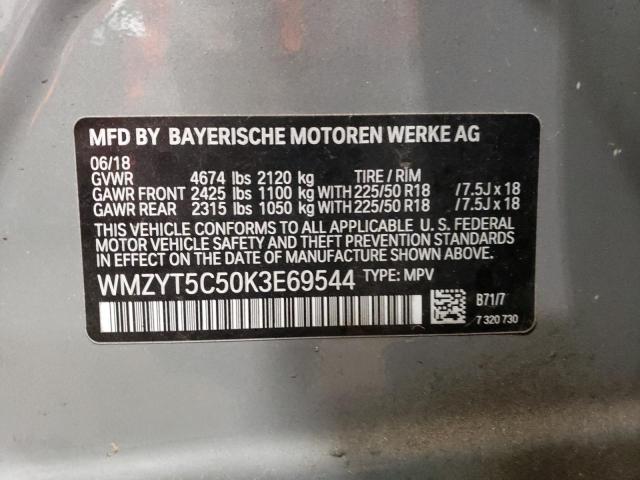 MFD BY BAYERISCHE MOTOREN WERKE AG
06/18
GVWR 4674 lbs 2120 kg TIRE / RIM
GAWR FRONT 2425 lbs 1100 kg WITH 225/50 R18 /7.5J x 18
GAWR REAR 2315 lbs 1050 kg WITH 225/50 R18 /7.5J x 18
THIS VEHICLE CONFORMS TO ALL APPLICABLE U. S. FEDERAL
MOTOR VEHICLE SAFETY AND THEFT PREVENTION
STANDARDS IN EFFECT ON THE DATE OF MANUFACTURE SHOWN ABOVE.
WMZYT5C50K3E69544 TYPE: MPV
B71/7
7 320 730